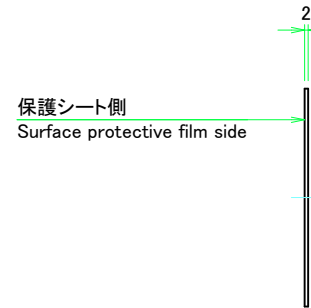 2
保護シート側
Surface protective film side